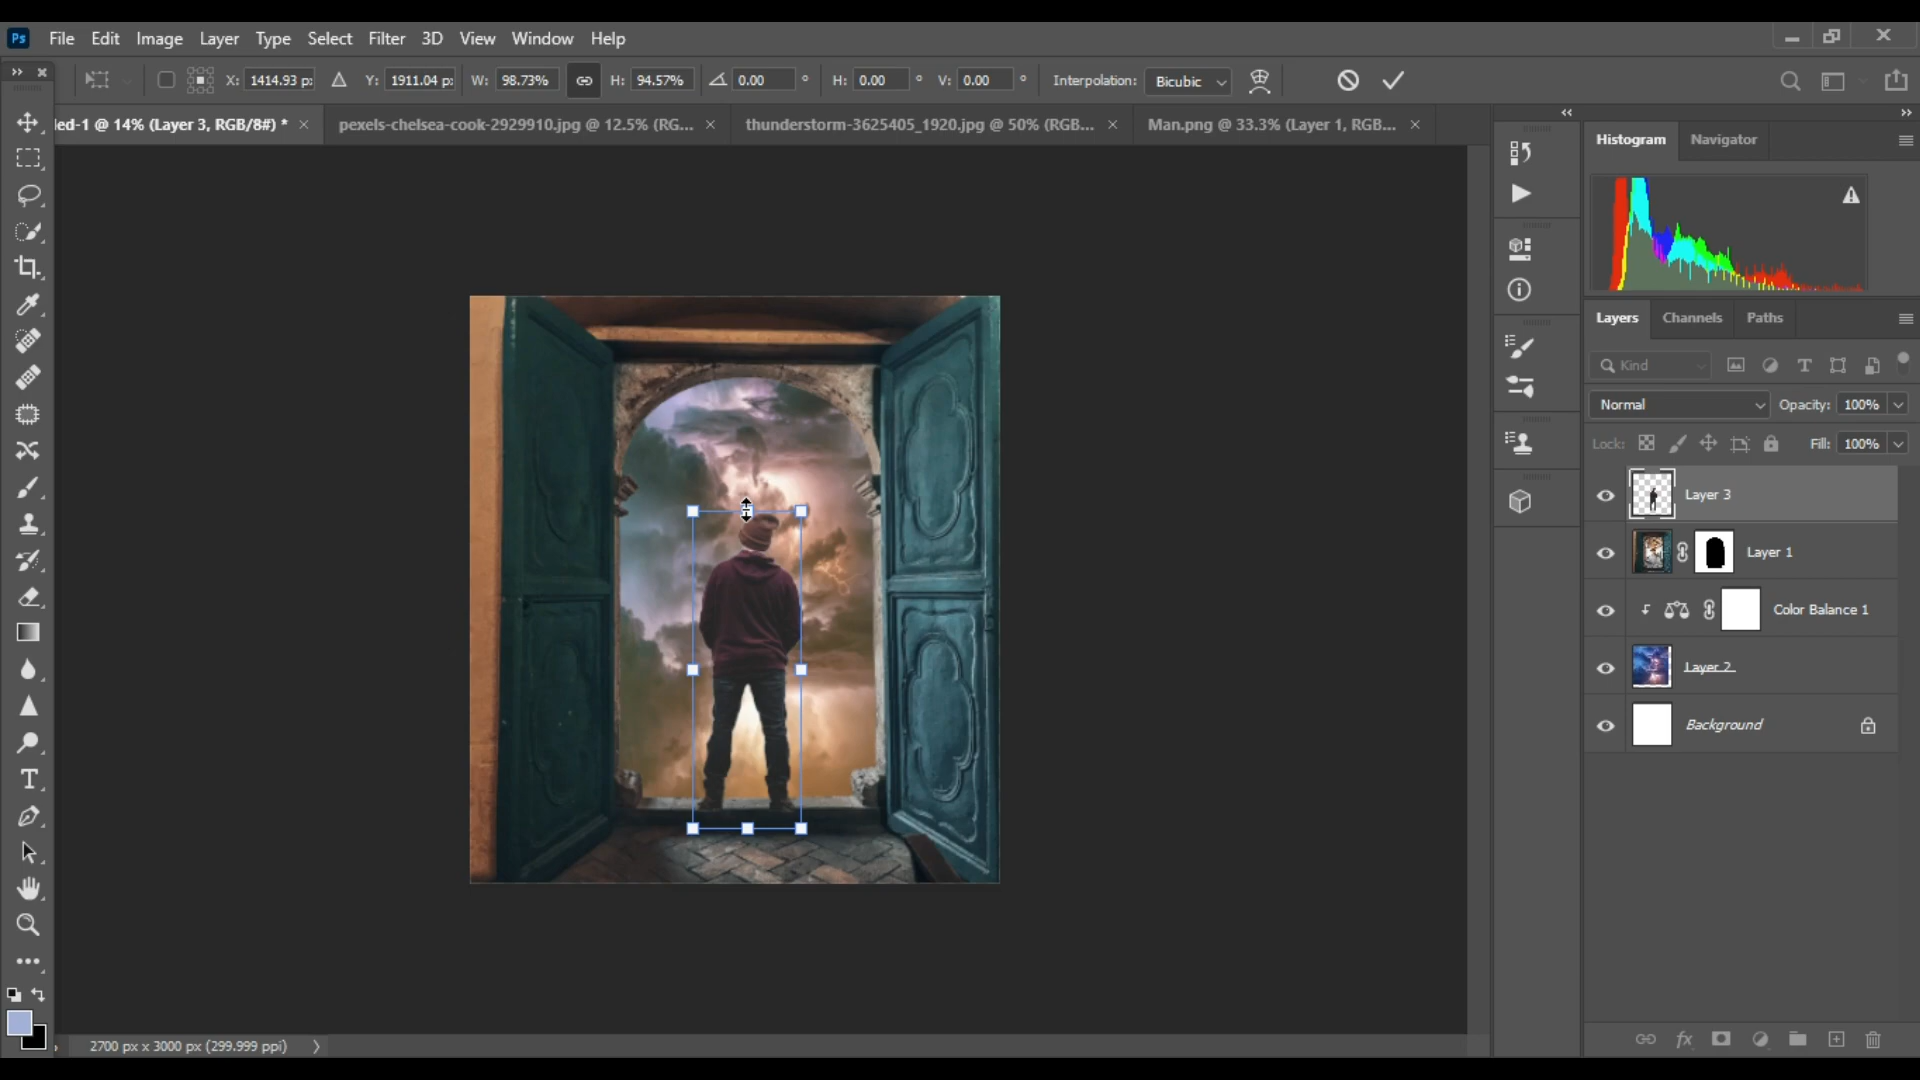 Ps File Edit Image Layer Type Select Filter 3D View Window Help
X: 1414.93 px Y: 1911.04 px W: 98.73% H: 94.57% 0.00 ° H: 0.00 ° V: 0.00 ° Interpolation: Bicubic
led-1 @ 14% (Layer 3, RGB/8#) * pexels-chelsea-cook-2929910.jpg @ 12.5% (RG... thunderstorm-3625405_1920.jpg @ 50% (RGB... Man.png @ 33.3% (Layer 1, RGB...
Histogram Navigator
Layers Channels Paths
Kind
Normal Opacity: 100%
Lock: Fill: 100%
Layer 3
Layer 1
Color Balance 1
Layer 2
Background
2700 px x 3000 px (299.999 ppi)